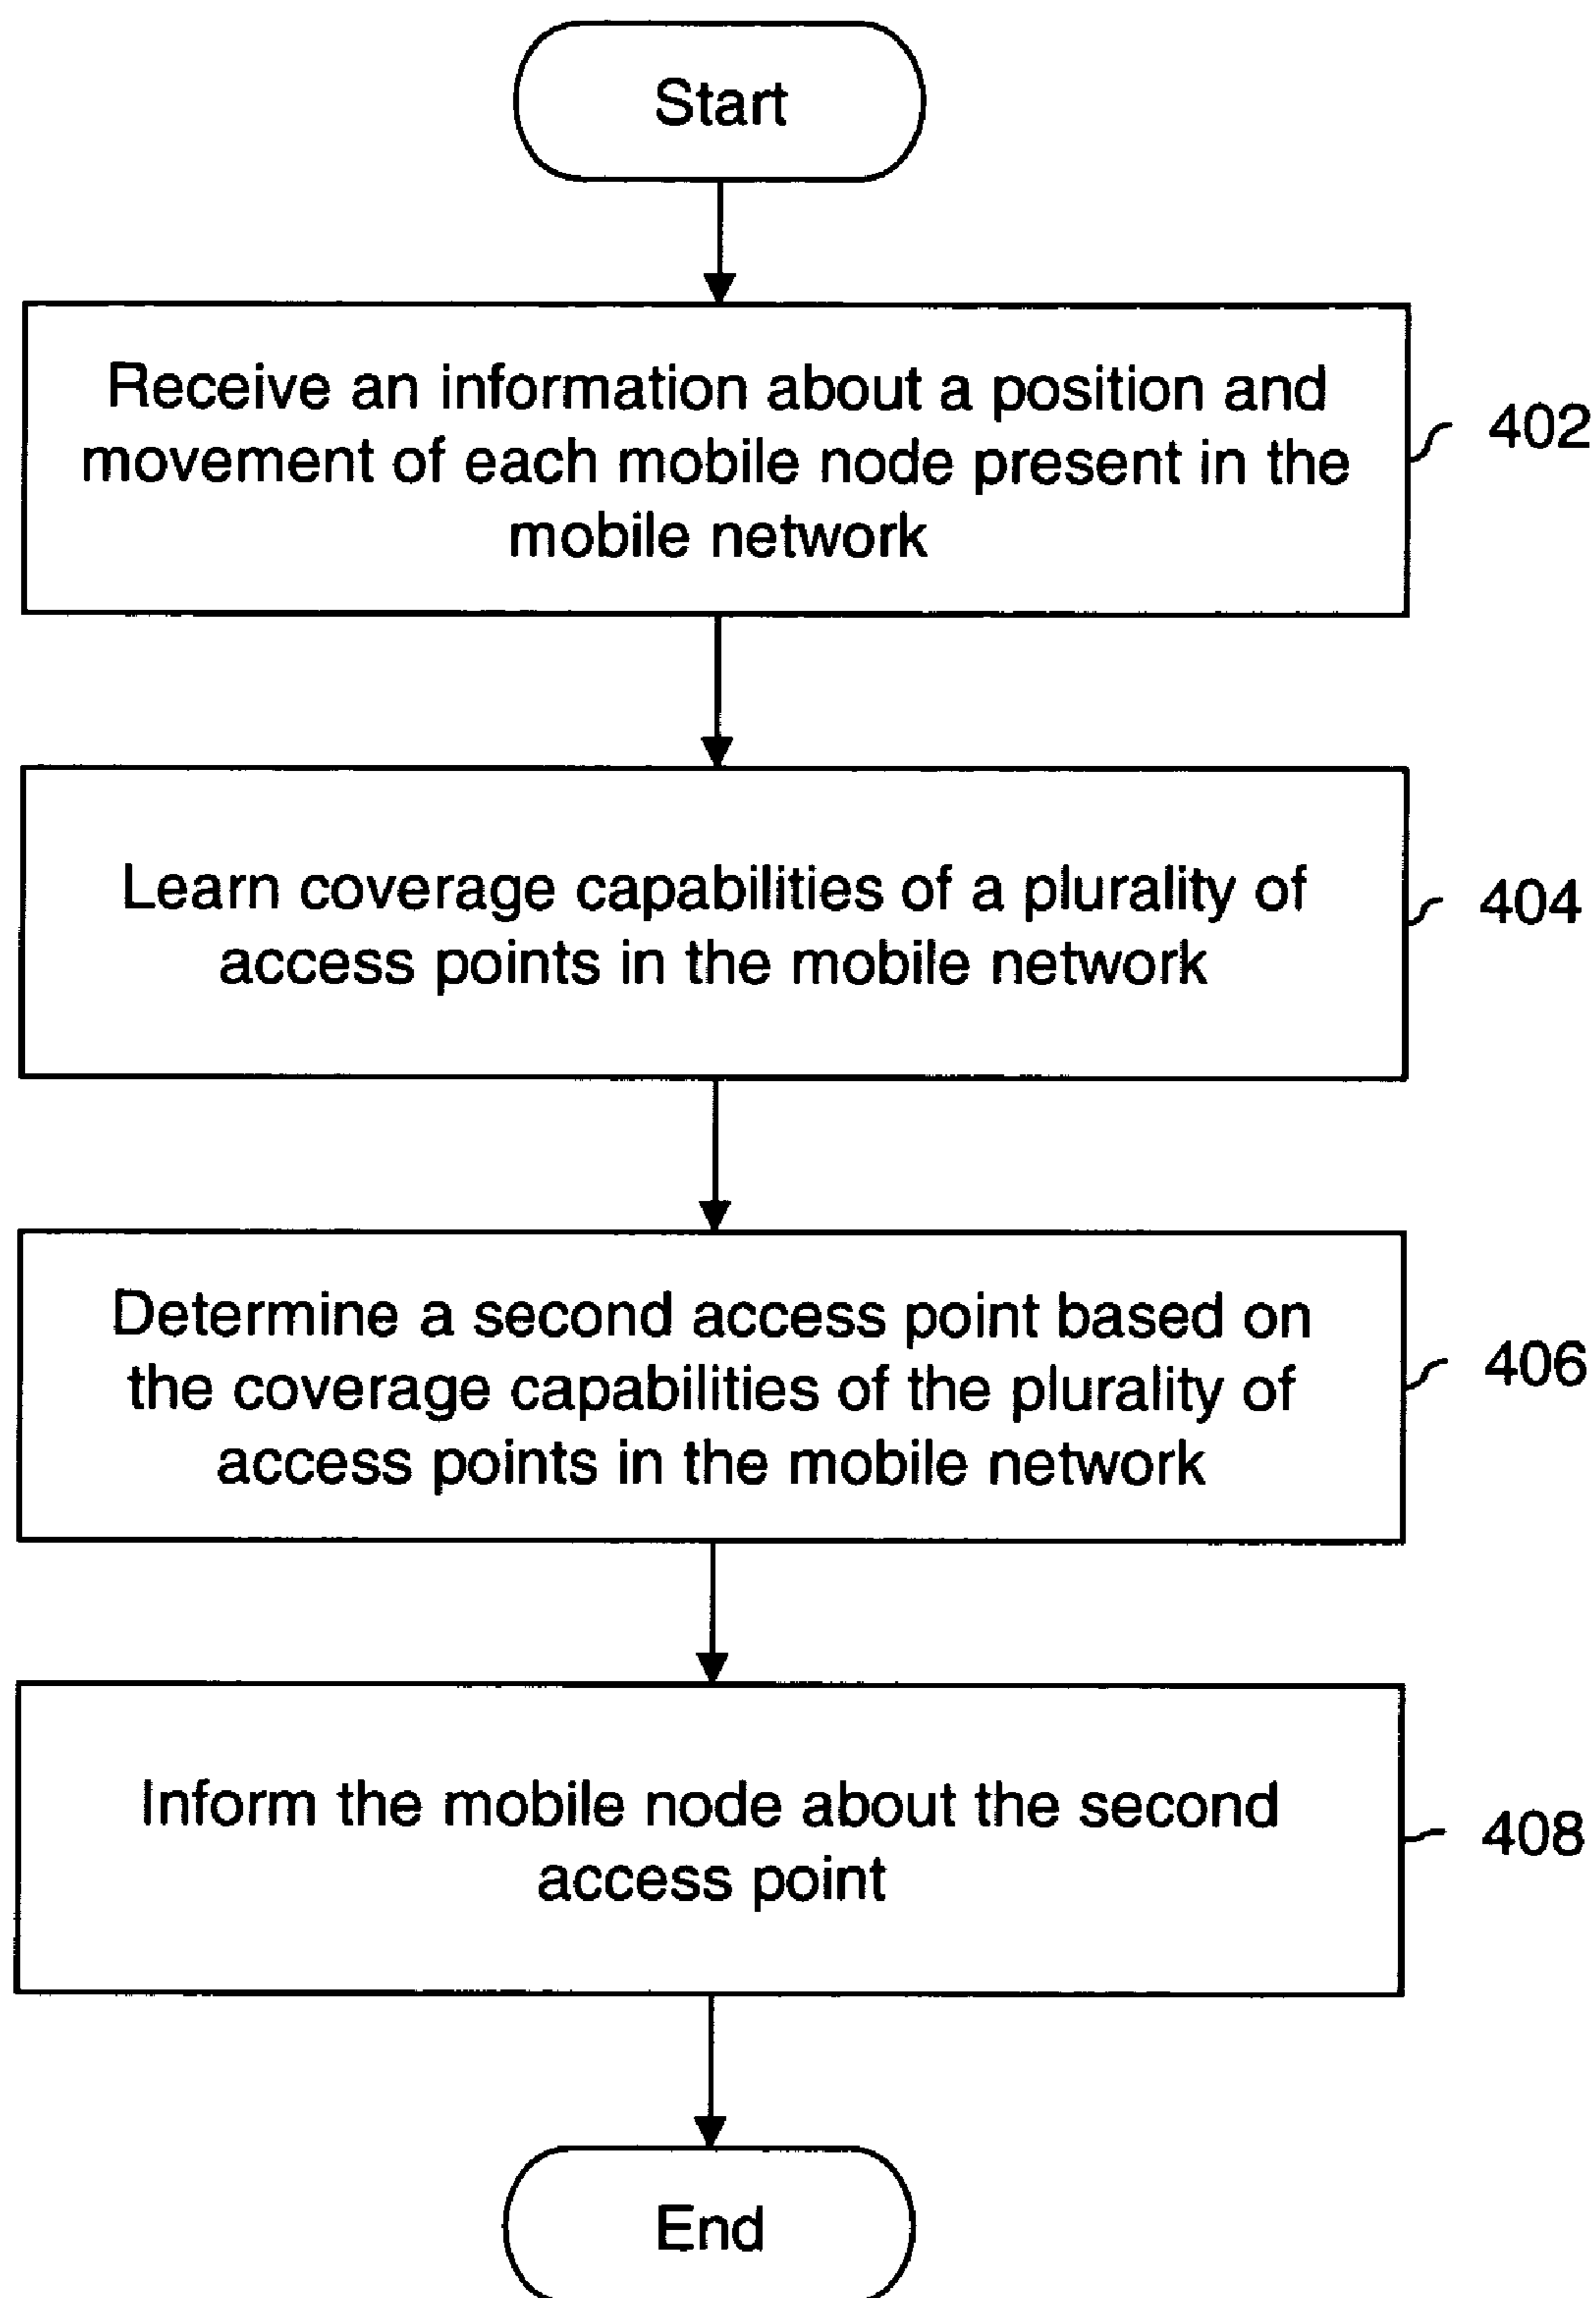 Start
Receive an information about a position and
movement of each mobile node present in the
mobile network
402
Learn coverage capabilities of a plurality of
access points in the mobile network
404
Determine a second access point based on
the coverage capabilities of the plurality of
access points in the mobile network
406
Inform the mobile node about the second
access point
408
End